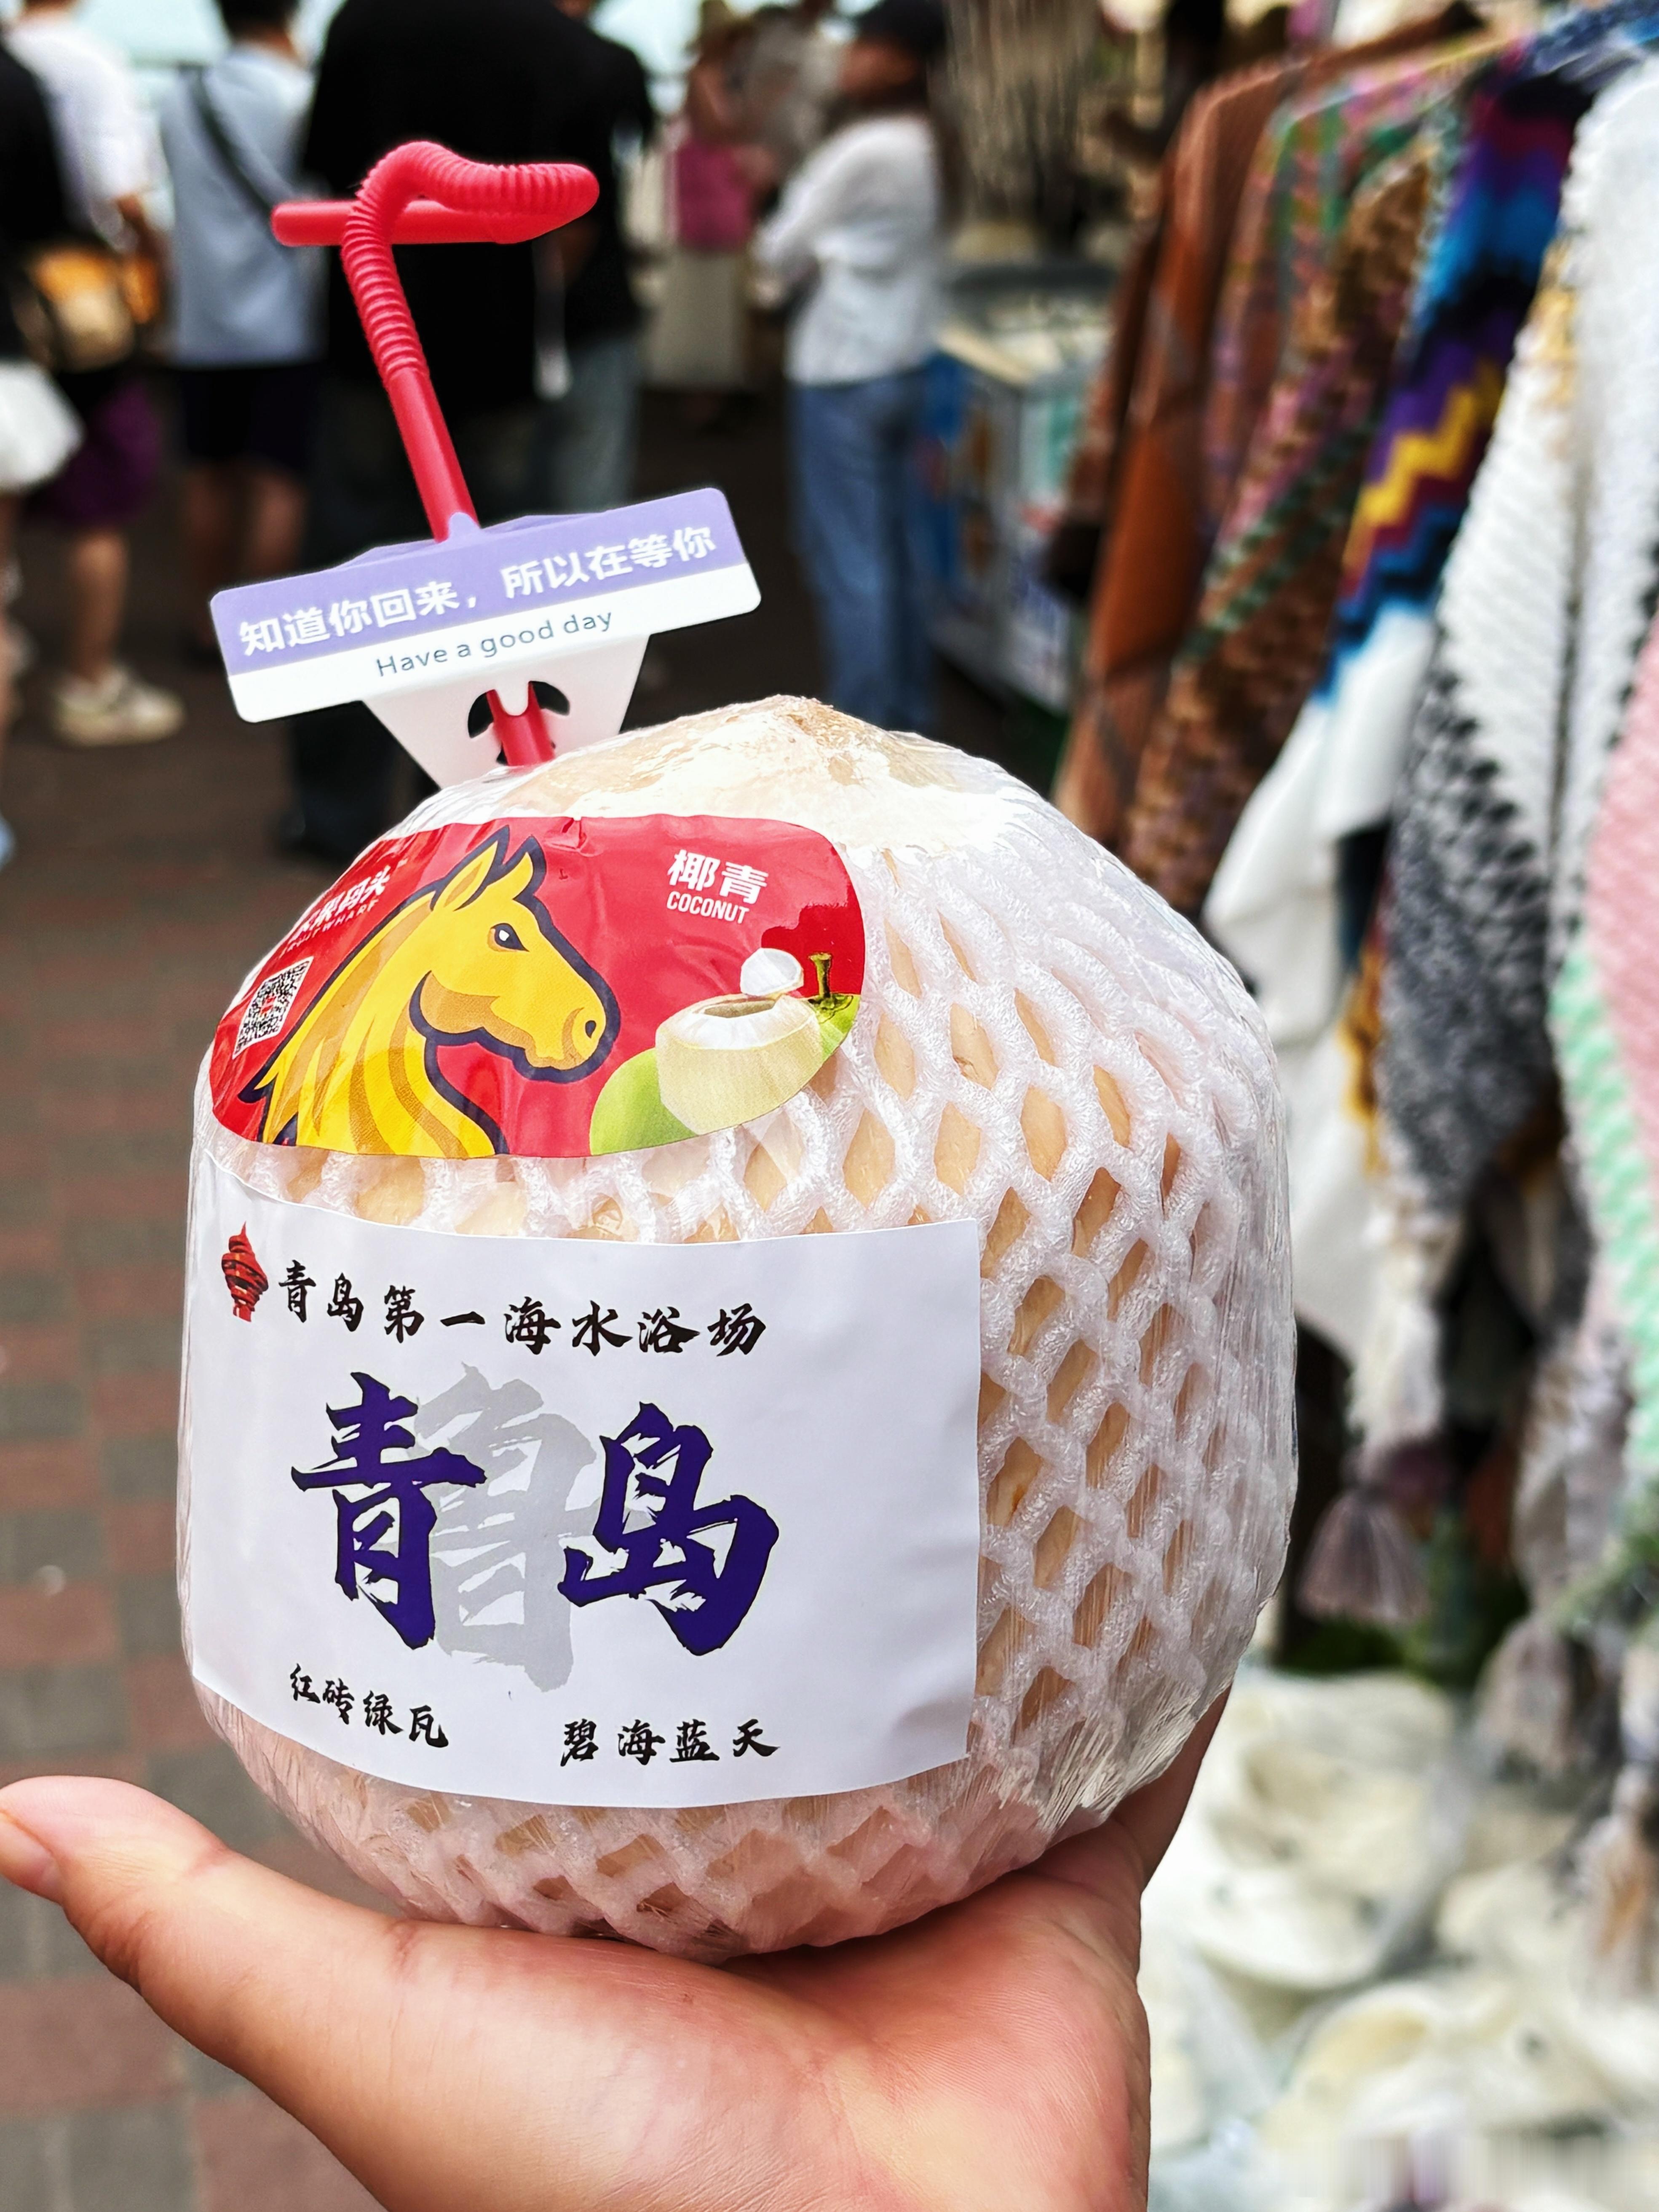 知道你回来，所以在等你
Have a good day
椰青
COCONUT
青岛第一海水浴场
青岛
红砖绿瓦
碧海蓝天